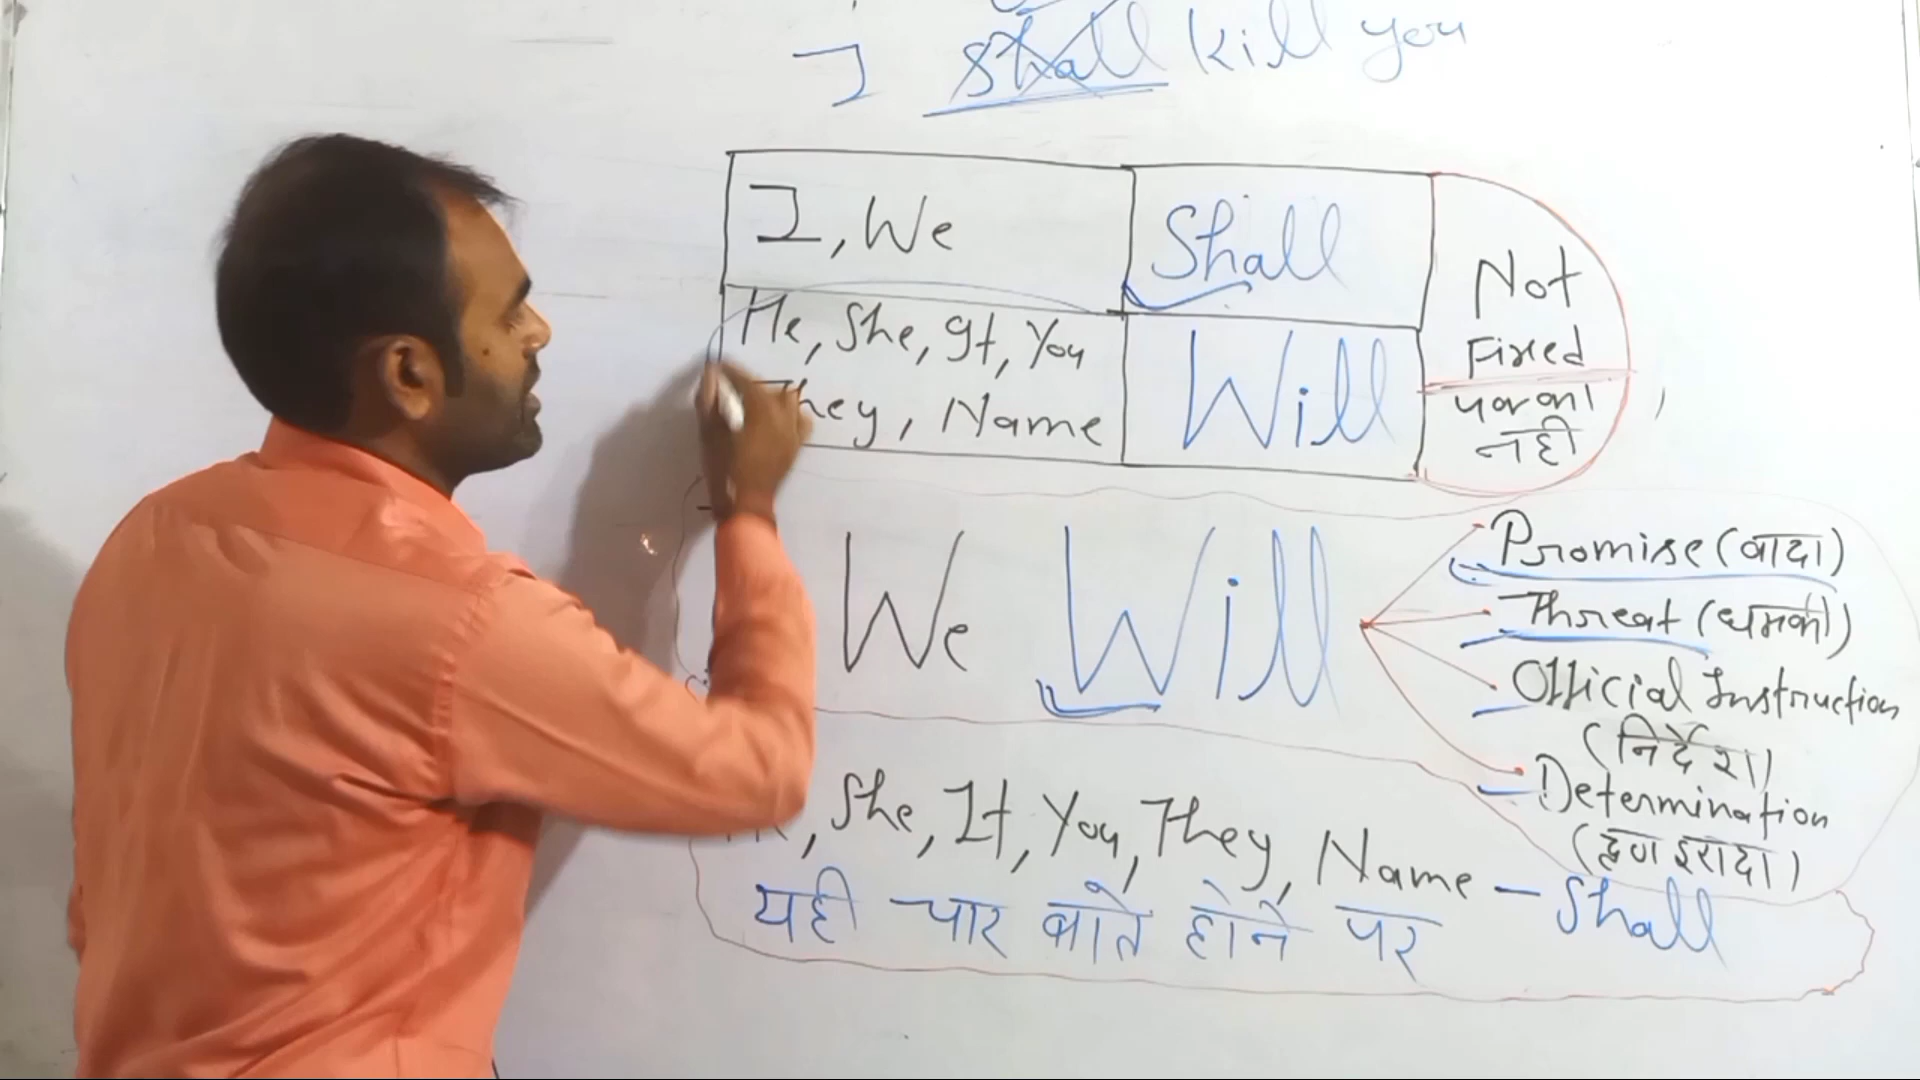 I shall kill you
I, We
Shall
He, She, It, You
They, Name
Will
Not
Fixed
पक्का
नही
We Will
Promise (वादा)
Threat (धमकी)
Official Instruction
(निर्देश)
Determination
(दृण इरादा)
, She, It, You, They, Name - Shall
यही चार बाते होने पर